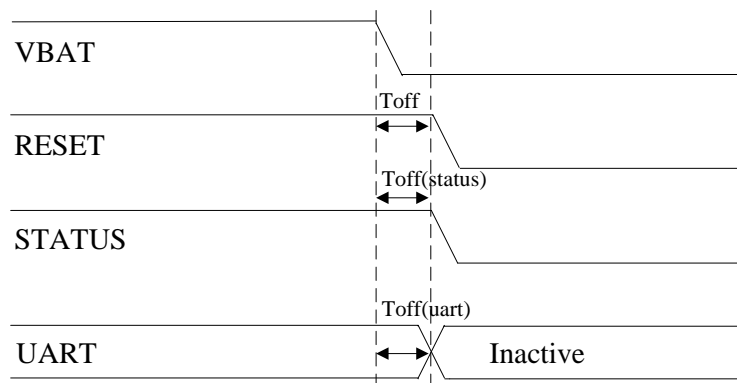 VBAT
Toff
RESET
Toff(status)
STATUS
Toff(uart)
UART
Inactive